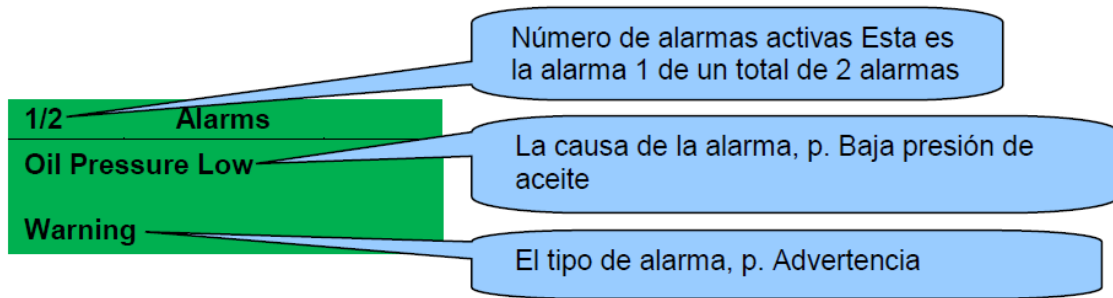 Número de alarmas activas Esta es
la alarma 1 de un total de 2 alarmas
1/2 Alarms
Oil Pressure Low
La causa de la alarma, p. Baja presión de
aceite
Warning
El tipo de alarma, p. Advertencia